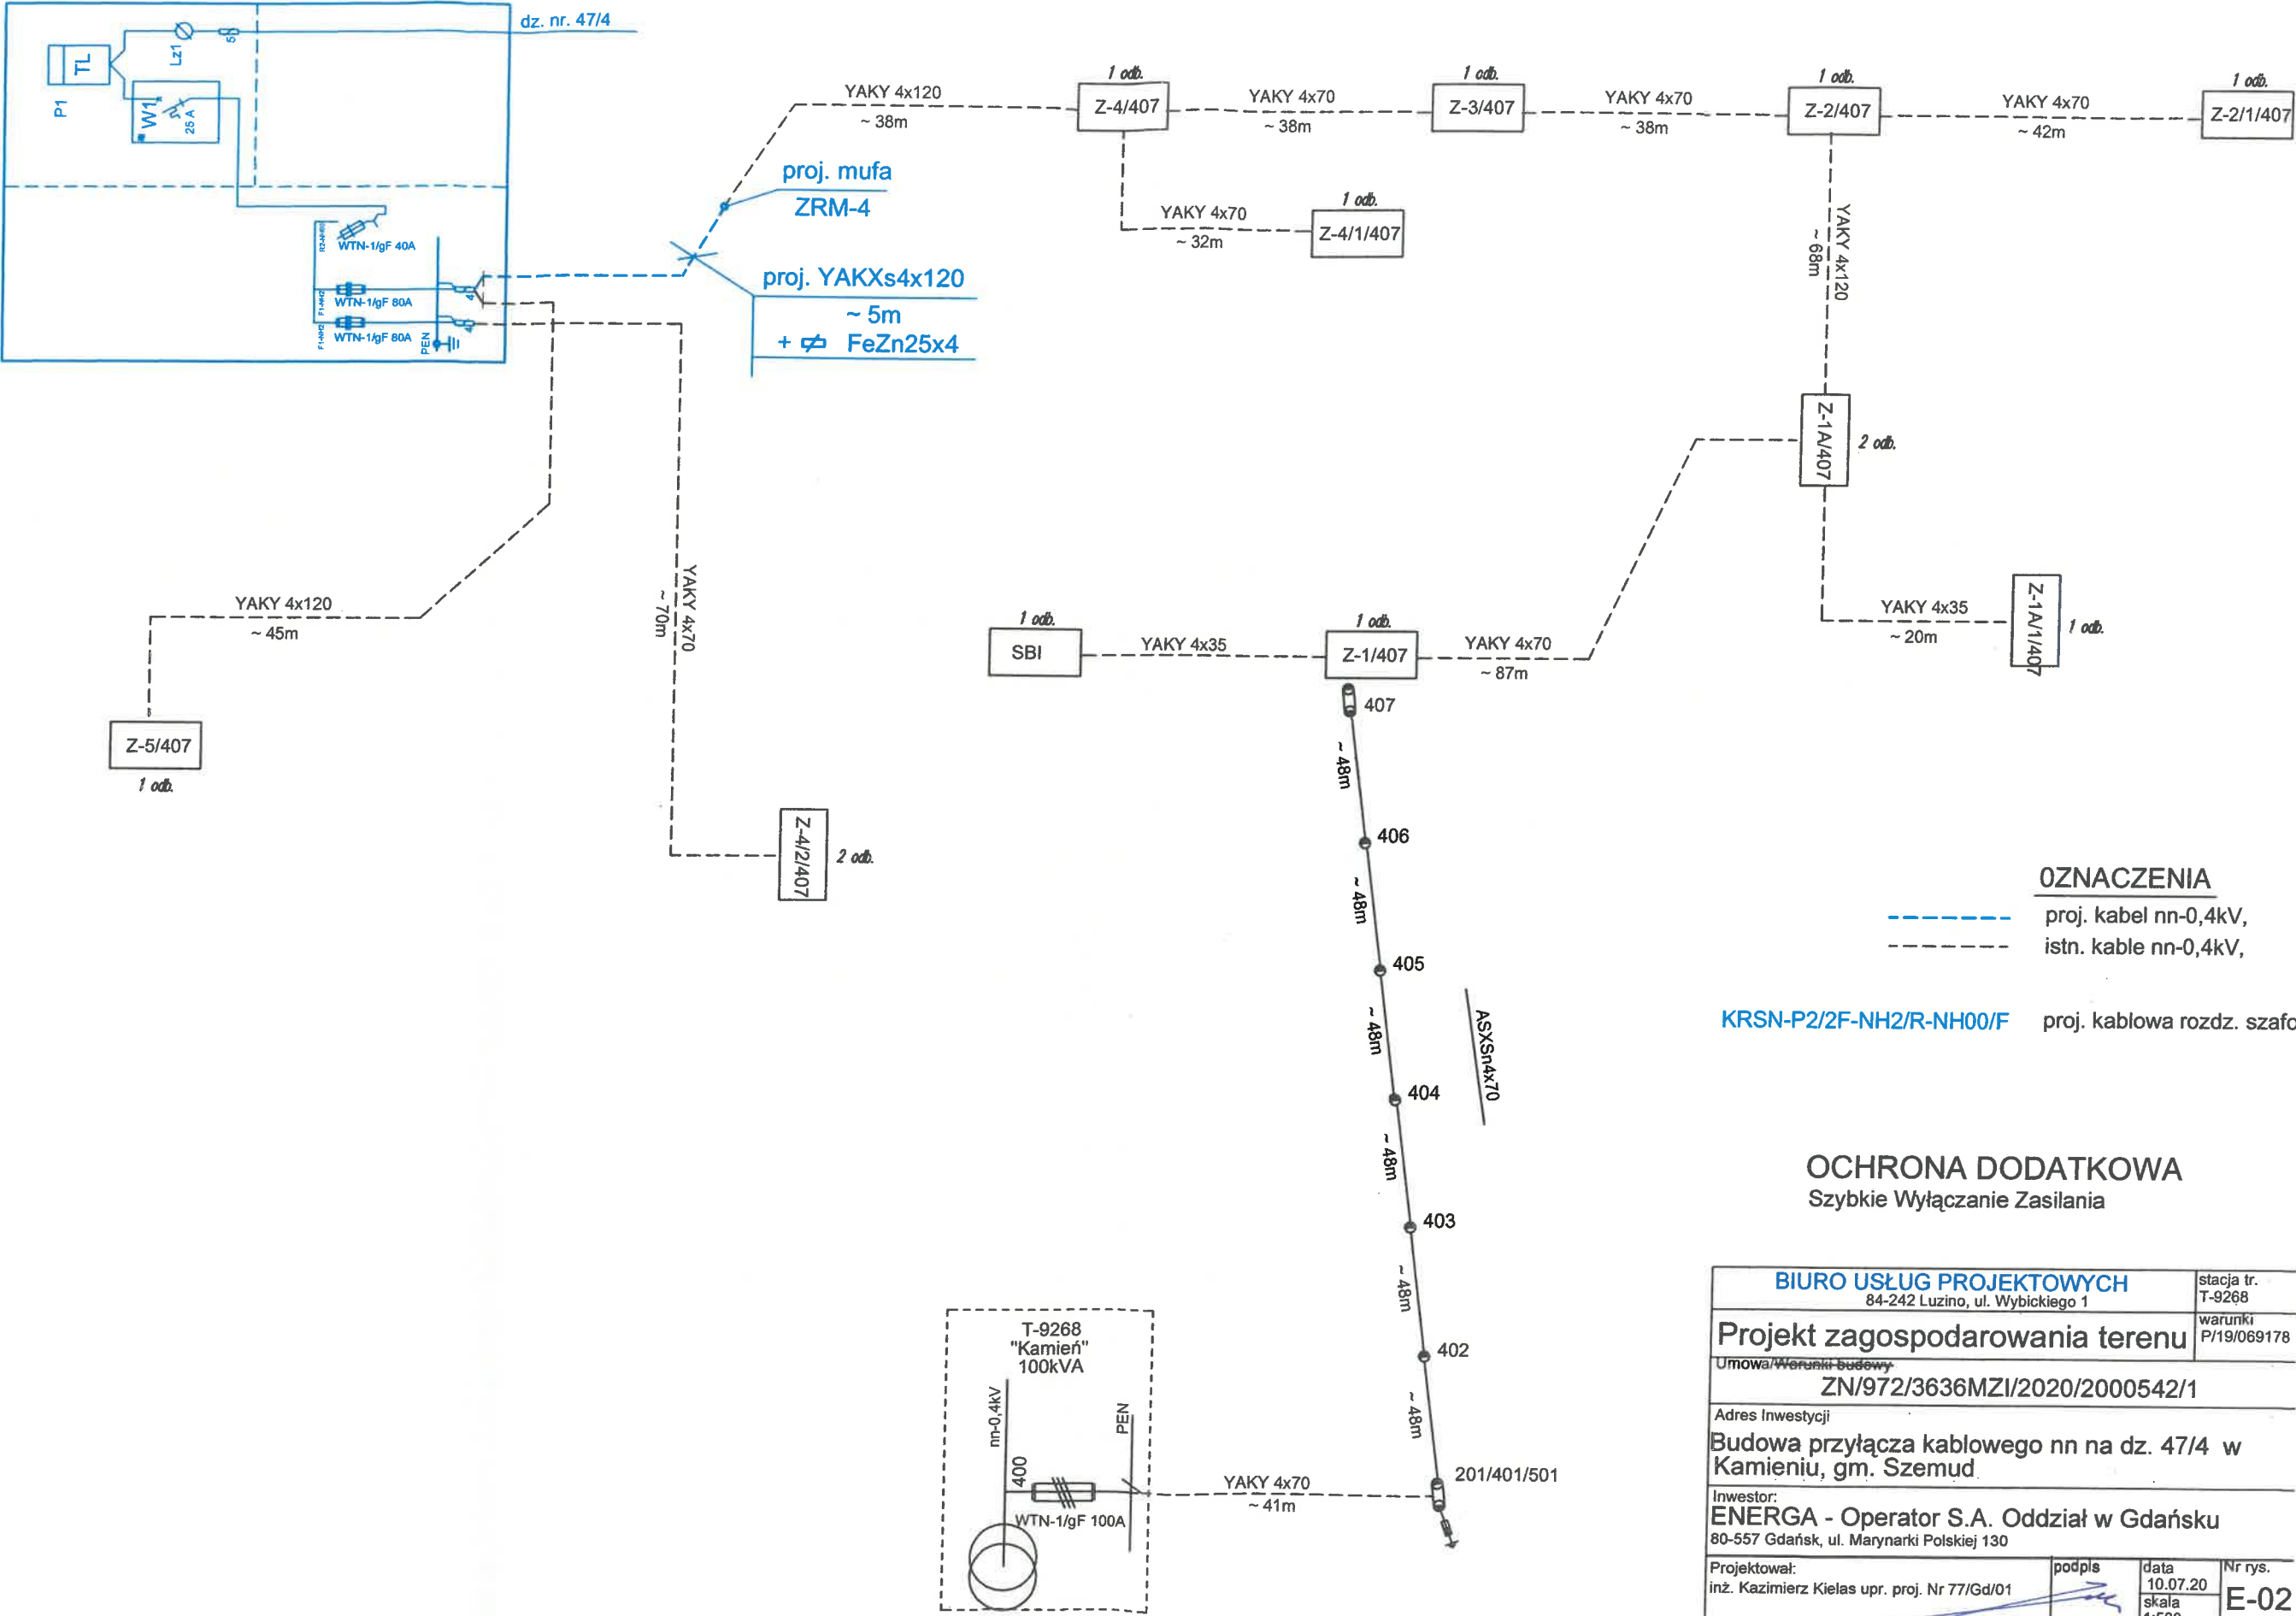 dz. nr. 47/4
TL
P1
Lz1
5
W1
25 A
R2-NH00
WTN-1/gF 40A
F1-NH2
WTN-1/gF 80A
4
F1-NH2
WTN-1/gF 80A
4
PEN
proj. mufa
ZRM-4
proj. YAKXs4x120
~ 5m
+ FeZn25x4
YAKY 4x120
~ 38m
1 odb.
Z-4/407
YAKY 4x70
~ 38m
1 odb.
Z-3/407
YAKY 4x70
~ 38m
1 odb.
Z-2/407
YAKY 4x70
~ 42m
1 odb.
Z-2/1/407
YAKY 4x70
~ 32m
1 odb.
Z-4/1/407
YAKY 4x120
~ 68m
Z-1A/407
2 odb.
YAKY 4x35
~ 20m
Z-1A/1/407
1 odb.
YAKY 4x120
~ 45m
Z-5/407
1 odb.
YAKY 4x70
~ 70m
Z-4/2/407
2 odb.
1 odb.
SBI
YAKY 4x35
1 odb.
Z-1/407
YAKY 4x70
~ 87m
407
~ 48m
406
~ 48m
405
~ 48m
404
~ 48m
403
~ 48m
402
~ 48m
201/401/501
ASXSn4x70
T-9268
"Kamień"
100kVA
nn-0,4kV
400
PEN
WTN-1/gF 100A
YAKY 4x70
~ 41m
OZNACZENIA
proj. kabel nn-0,4kV,
istn. kable nn-0,4kV,
KRSN-P2/2F-NH2/R-NH00/F proj. kablowa rozdz. szafo
OCHRONA DODATKOWA
Szybkie Wyłączanie Zasilania
BIURO USŁUG PROJEKTOWYCH
84-242 Luzino, ul. Wybickiego 1
stacja tr.
T-9268
Projekt zagospodarowania terenu
warunki
P/19/069178
Umowa/Warunki budowy
ZN/972/3636MZI/2020/2000542/1
Adres Inwestycji
Budowa przyłącza kablowego nn na dz. 47/4 w
Kamieniu, gm. Szemud
Inwestor:
ENERGA - Operator S.A. Oddział w Gdańsku
80-557 Gdańsk, ul. Marynarki Polskiej 130
Projektował:
inż. Kazimierz Kielas upr. proj. Nr 77/Gd/01
podpis
data
10.07.20
skala
Nr rys.
E-02